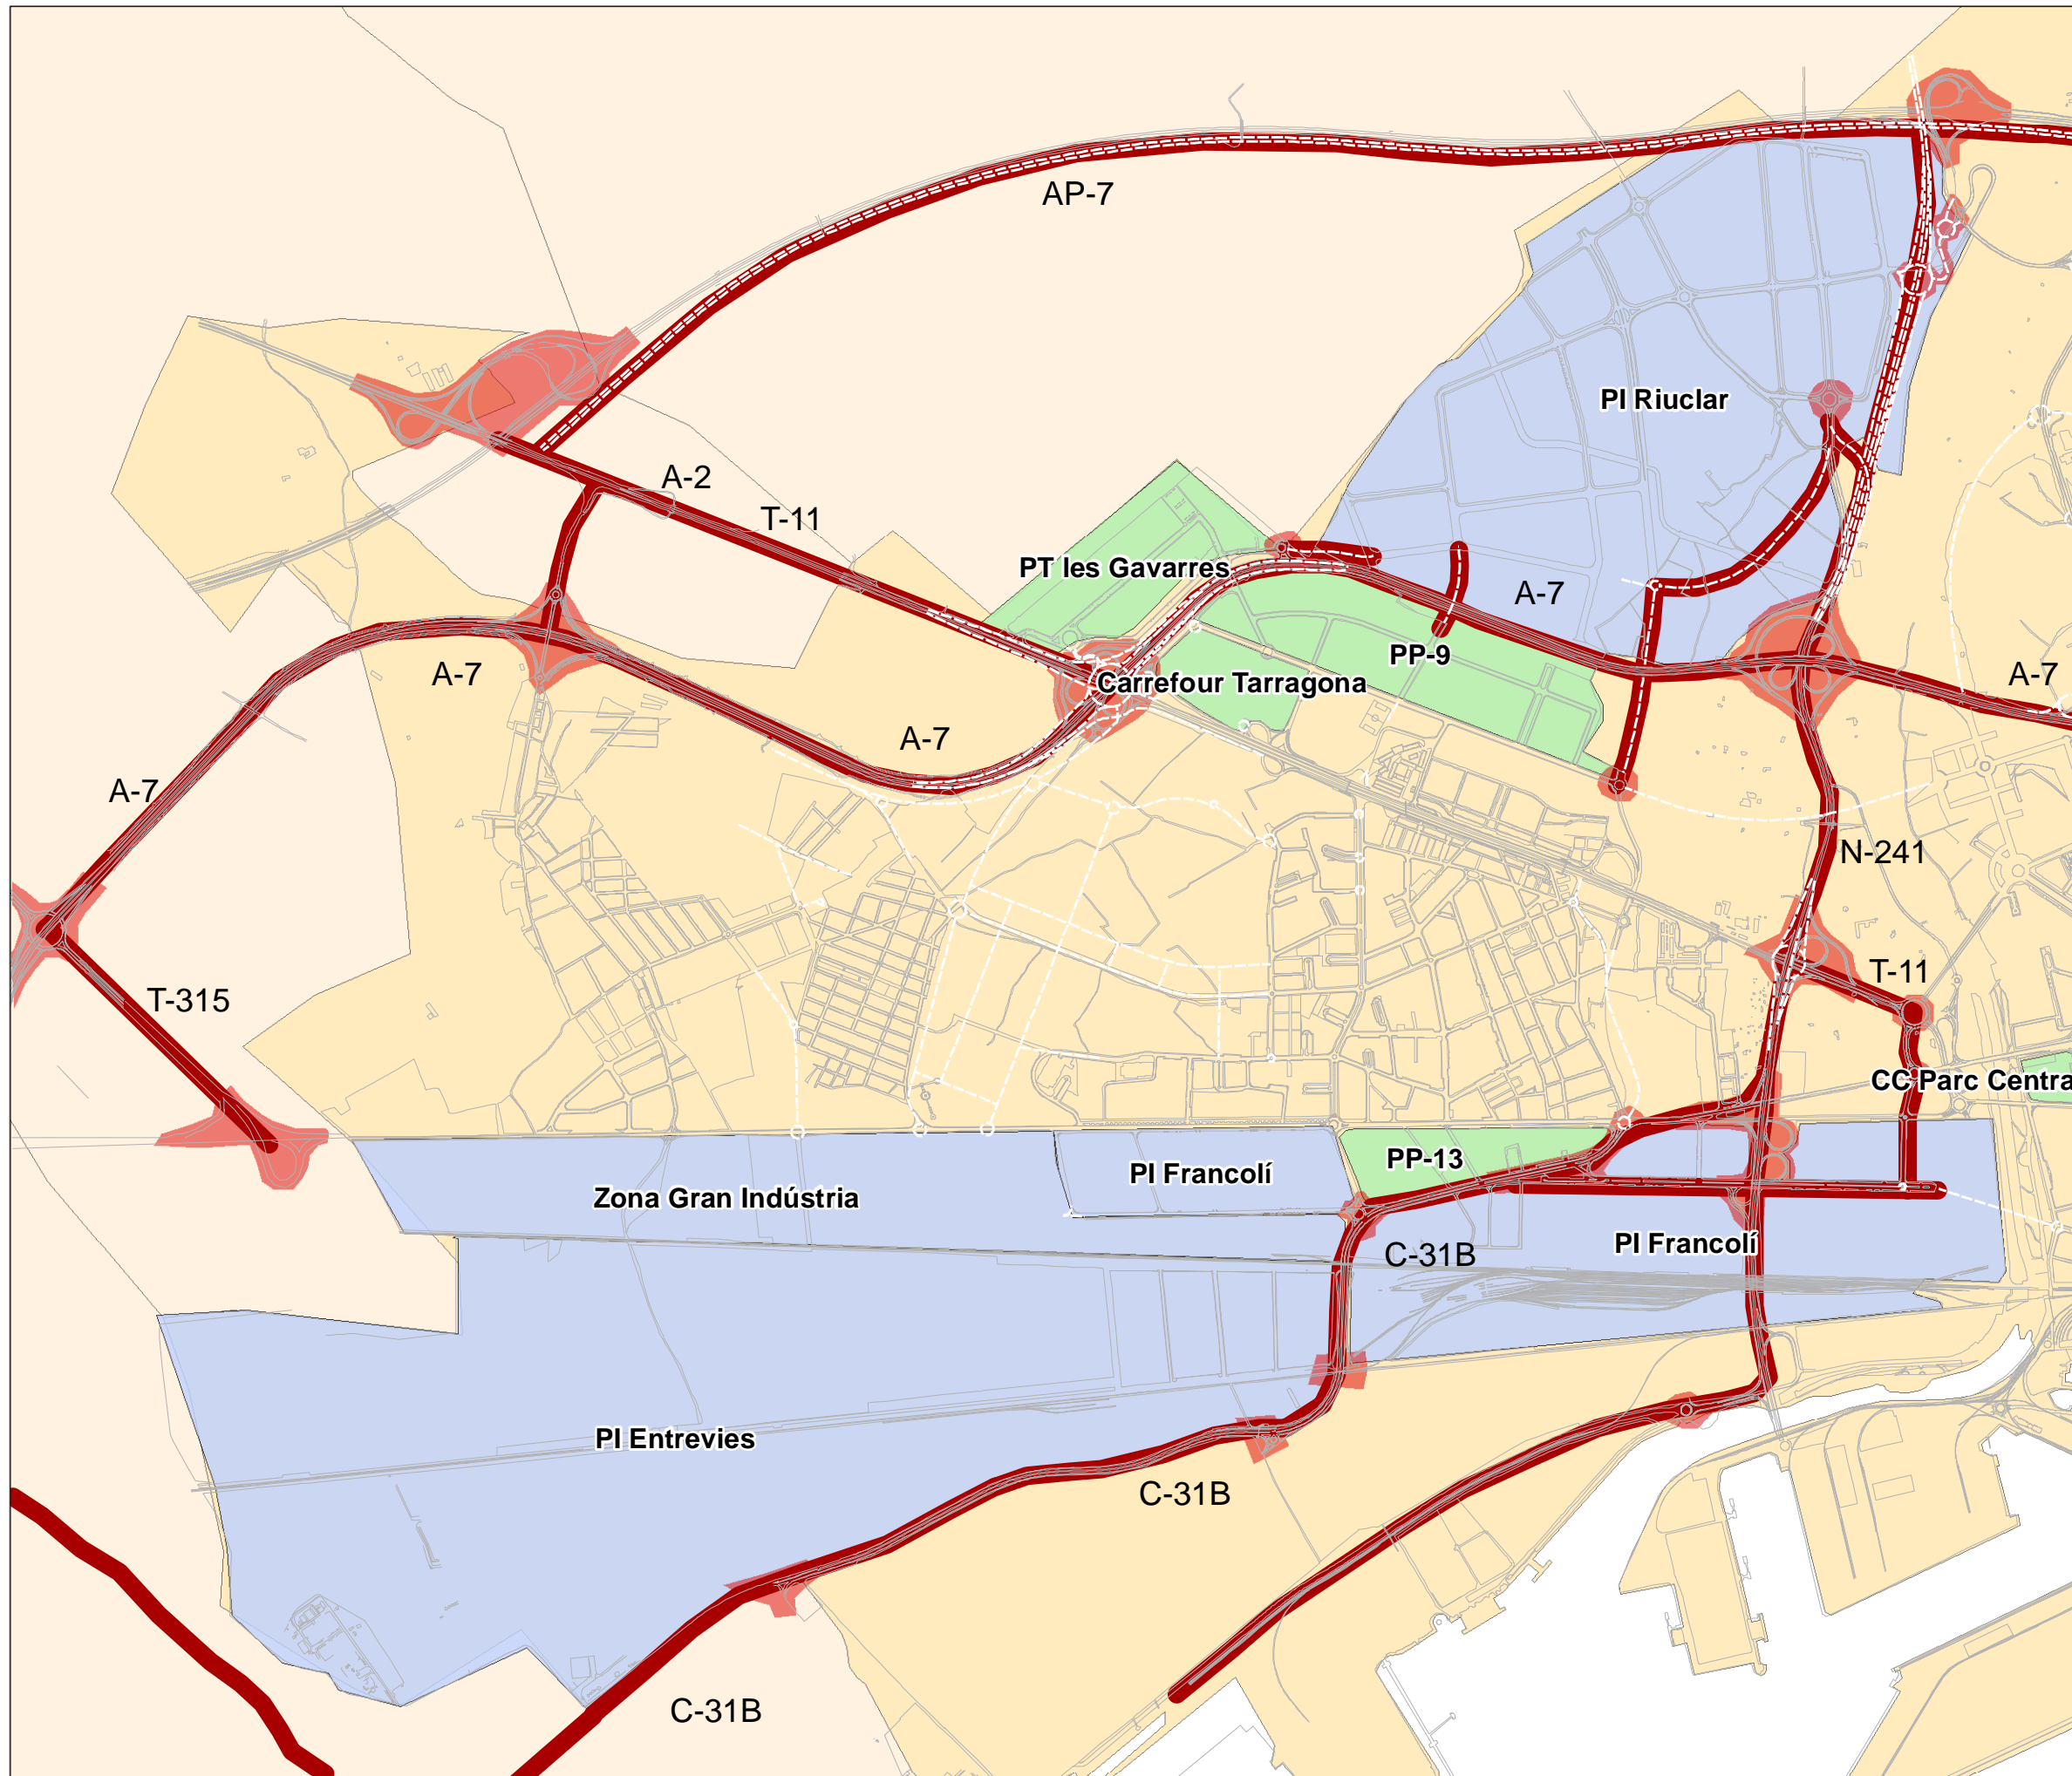 AP-7
PI Riuclar
A-2
T-11
PT les Gavarres
A-7
PP-9
A-7
A-7
Carrefour Tarragona
A-7
A-7
N-241
T-11
T-315
CC Parc Centra
PP-13
PI Francolí
Zona Gran Indústria
PI Francolí
C-31B
PI Entrevies
C-31B
C-31B